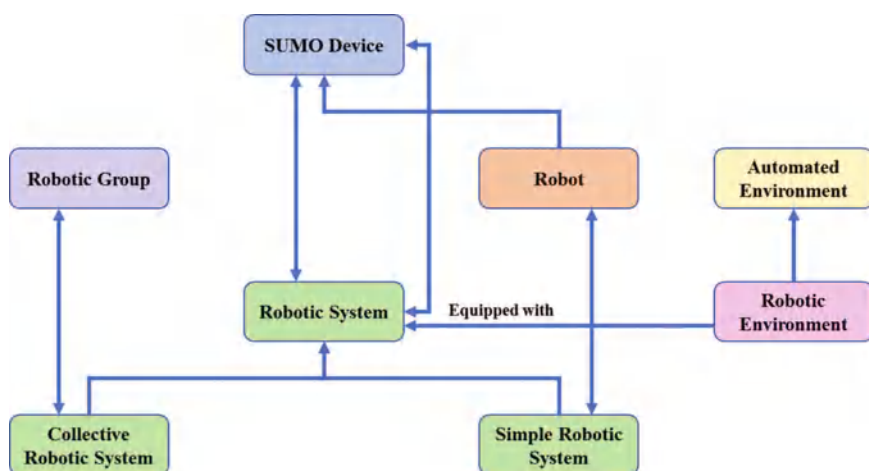 SUMO Device
Robotic Group
Robot
Automated
Environment
Robotic System
Equipped with
Robotic
Environment
Collective
Robotic System
Simple Robotic
System